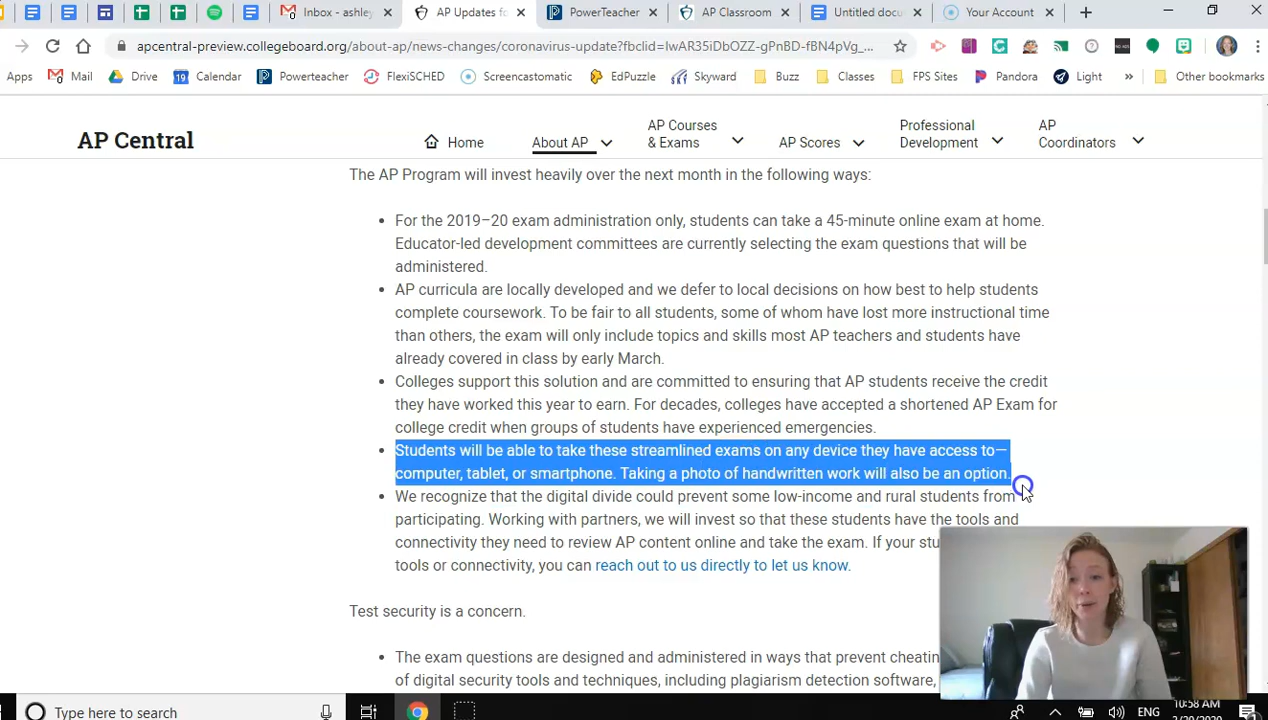 Inbox - ashley
AP Updates fo
PowerTeacher
AP Classroom
Untitled docu
Your Account
apcentral-preview.collegeboard.org/about-ap/news-changes/coronavirus-update?fbclid=IwAR35iDbOZZ-gPnBD-fBN4pVg_...
Apps
Mail
Drive
Calendar
Powerteacher
FlexiSCHED
Screencastomatic
EdPuzzle
Skyward
Buzz
Classes
FPS Sites
Pandora
Light
»
Other bookmarks
AP Central
Home
About AP
AP Courses
& Exams
AP Scores
Professional
Development
AP
Coordinators
The AP Program will invest heavily over the next month in the following ways:
• For the 2019–20 exam administration only, students can take a 45-minute online exam at home.
Educator-led development committees are currently selecting the exam questions that will be
administered.
• AP curricula are locally developed and we defer to local decisions on how best to help students
complete coursework. To be fair to all students, some of whom have lost more instructional time
than others, the exam will only include topics and skills most AP teachers and students have
already covered in class by early March.
• Colleges support this solution and are committed to ensuring that AP students receive the credit
they have worked this year to earn. For decades, colleges have accepted a shortened AP Exam for
college credit when groups of students have experienced emergencies.
• Students will be able to take these streamlined exams on any device they have access to—
computer, tablet, or smartphone. Taking a photo of handwritten work will also be an option.
• We recognize that the digital divide could prevent some low-income and rural students from
participating. Working with partners, we will invest so that these students have the tools and
connectivity they need to review AP content online and take the exam. If your stu
tools or connectivity, you can reach out to us directly to let us know.
Test security is a concern.
• The exam questions are designed and administered in ways that prevent cheatin
of digital security tools and techniques, including plagiarism detection software,
Type here to search
ENG
10:58 AM